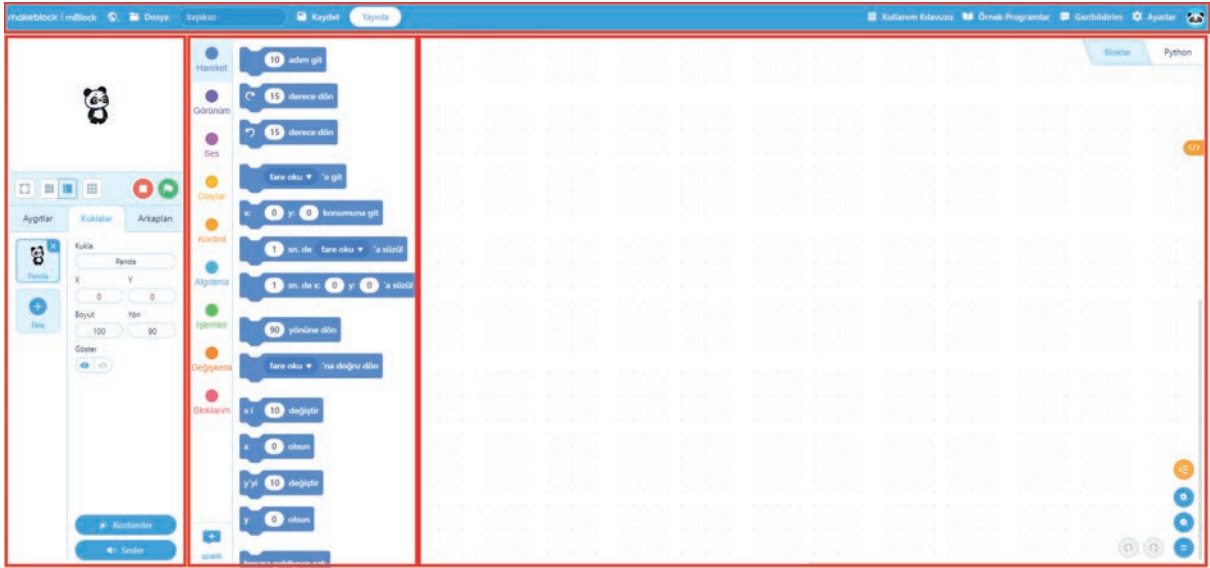 makeblock | mBlock Dosya Başlıksız Kaydet Yayınla Kullanım Kılavuzu Örnek Programlar Geribildirim Ayarlar
Aygıtlar Kuklalar Arkaplan
Panda
Ekle
Kukla
Panda
X Y
0 0
Boyut Yön
100 90
Göster
Kostümler
Sesler
Hareket
Görünüm
Ses
Olaylar
Kontrol
Algılama
İşlemler
Değişkenl
Bloklarım
uzantı
10 adım git
15 derece dön
15 derece dön
fare oku 'e git
x: 0 y: 0 konumuna git
1 sn. de fare oku 'a süzül
1 sn. de x: 0 y: 0 'a süzül
90 yönüne dön
fare oku 'na doğru dön
x i 10 değiştir
x 0 olsun
y'yi 10 değiştir
y 0 olsun
Bloklar Python